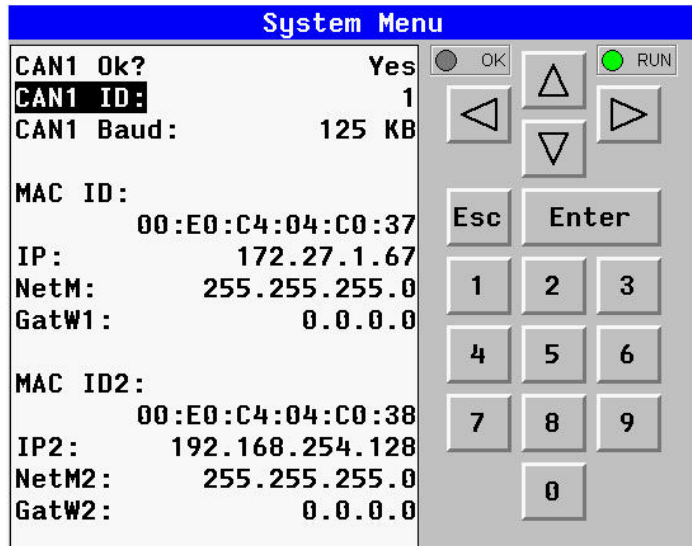 System Menu
CAN1 Ok? Yes
CAN1 ID: 1
CAN1 Baud: 125 KB
MAC ID:
00:E0:C4:04:C0:37
IP: 172.27.1.67
NetM: 255.255.255.0
GatW1: 0.0.0.0
MAC ID2:
00:E0:C4:04:C0:38
IP2: 192.168.254.128
NetM2: 255.255.255.0
GatW2: 0.0.0.0
OK RUN
Esc Enter
1 2 3
4 5 6
7 8 9
0